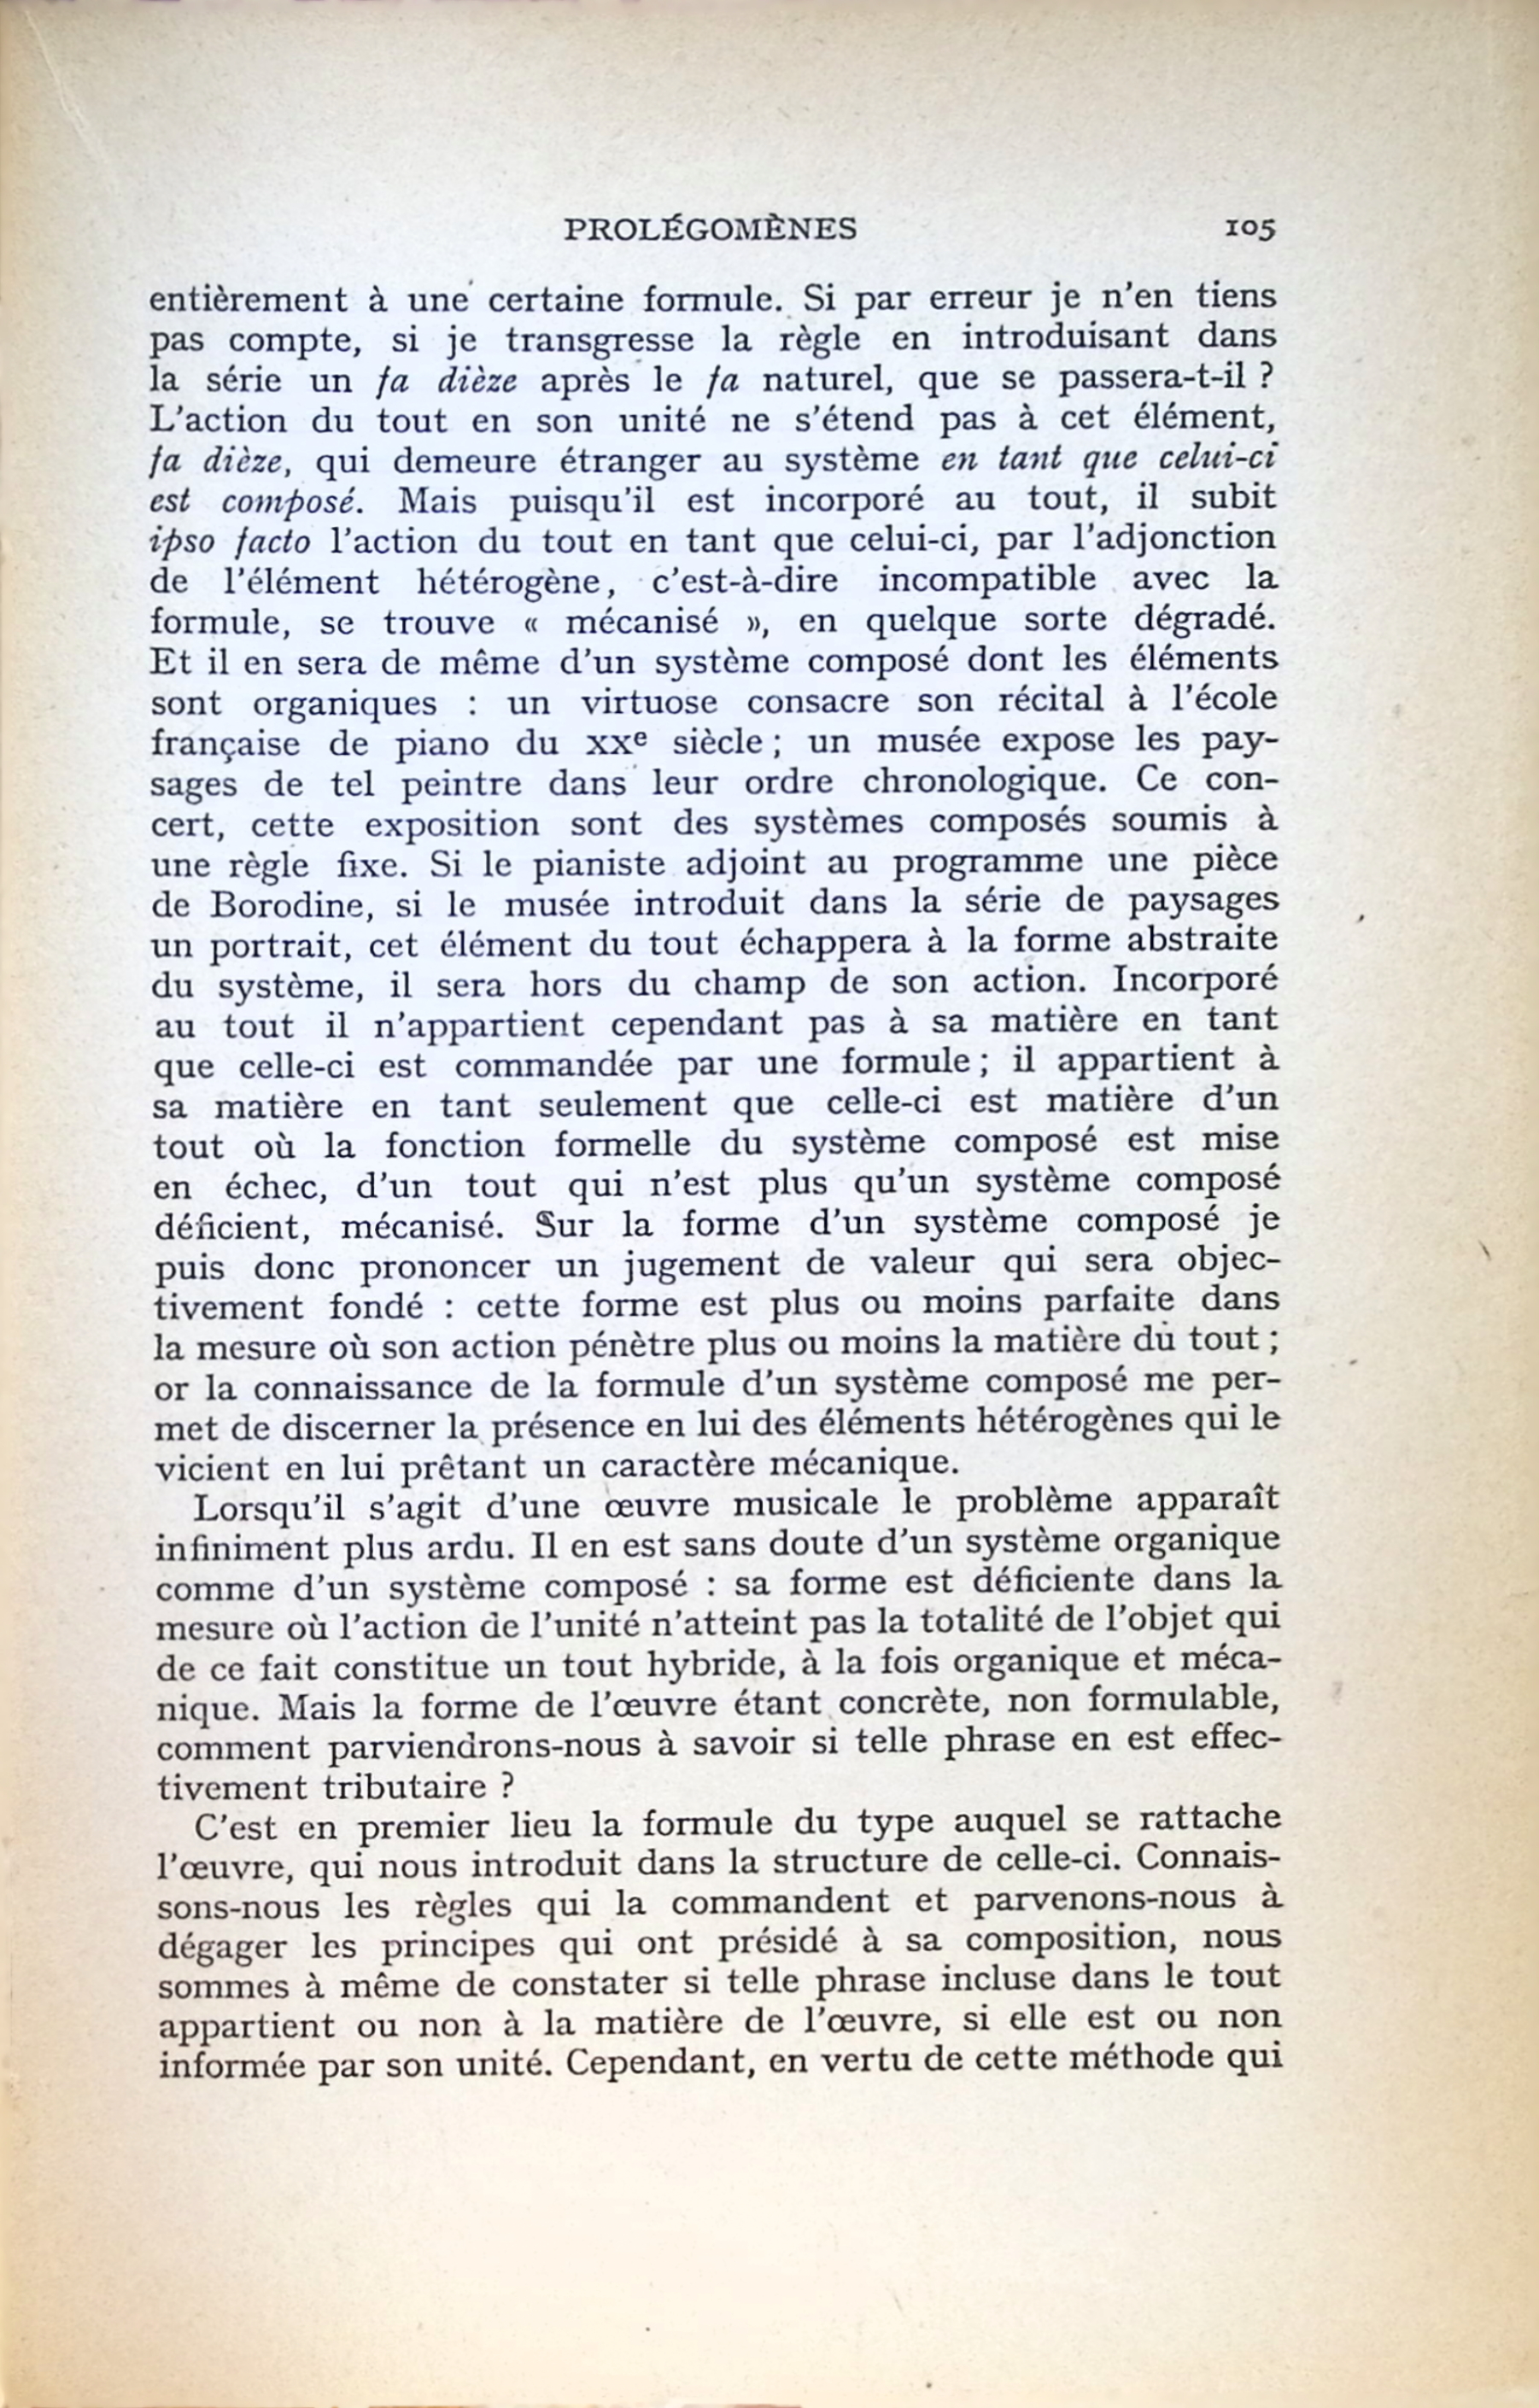 PROLÉGOMÈNES 105
entièrement à une certaine formule. Si par erreur je n'en tiens
pas compte, si je transgresse la règle en introduisant dans
la série un fa dièze après le fa naturel, que se passera-t-il ?
L'action du tout en son unité ne s'étend pas à cet élément,
fa dièze, qui demeure étranger au système en tant que celui-ci
est composé. Mais puisqu'il est incorporé au tout, il subit
ipso facto l'action du tout en tant que celui-ci, par l'adjonction
de l'élément hétérogène, c'est-à-dire incompatible avec la
formule, se trouve « mécanisé », en quelque sorte dégradé.
Et il en sera de même d'un système composé dont les éléments
sont organiques : un virtuose consacre son récital à l'école
française de piano du XXe siècle ; un musée expose les pay-
sages de tel peintre dans leur ordre chronologique. Ce con-
cert, cette exposition sont des systèmes composés soumis à
une règle fixe. Si le pianiste adjoint au programme une pièce
de Borodine, si le musée introduit dans la série de paysages
un portrait, cet élément du tout échappera à la forme abstraite
du système, il sera hors du champ de son action. Incorporé
au tout il n'appartient cependant pas à sa matière en tant
que celle-ci est commandée par une formule ; il appartient à
sa matière en tant seulement que celle-ci est matière d'un
tout où la fonction formelle du système composé est mise
en échec, d'un tout qui n'est plus qu'un système composé
déficient, mécanisé. Sur la forme d'un système composé je
puis donc prononcer un jugement de valeur qui sera objec-
tivement fondé : cette forme est plus ou moins parfaite dans
la mesure où son action pénètre plus ou moins la matière du tout ;
or la connaissance de la formule d'un système composé me per-
met de discerner la présence en lui des éléments hétérogènes qui le
vicient en lui prêtant un caractère mécanique.
Lorsqu'il s'agit d'une œuvre musicale le problème apparaît
infiniment plus ardu. Il en est sans doute d'un système organique
comme d'un système composé : sa forme est déficiente dans la
mesure où l'action de l'unité n'atteint pas la totalité de l'objet qui
de ce fait constitue un tout hybride, à la fois organique et méca-
nique. Mais la forme de l'œuvre étant concrète, non formulable,
comment parviendrons-nous à savoir si telle phrase en est effec-
tivement tributaire ?
C'est en premier lieu la formule du type auquel se rattache
l'œuvre, qui nous introduit dans la structure de celle-ci. Connais-
sons-nous les règles qui la commandent et parvenons-nous à
dégager les principes qui ont présidé à sa composition, nous
sommes à même de constater si telle phrase incluse dans le tout
appartient ou non à la matière de l'œuvre, si elle est ou non
informée par son unité. Cependant, en vertu de cette méthode qui